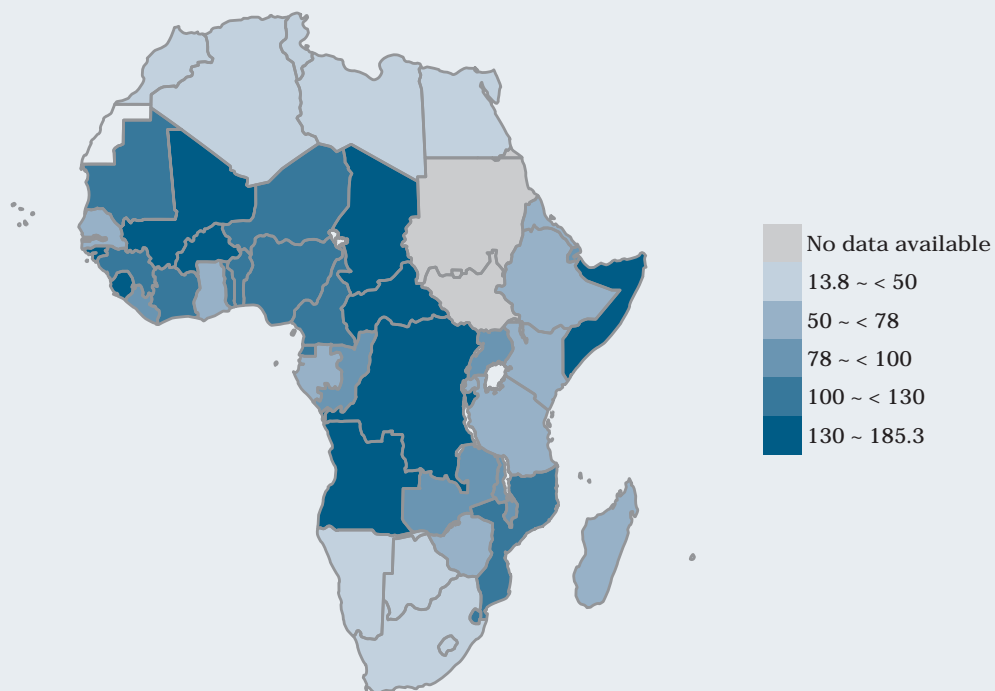 No data available
13.8 ~ < 50
50 ~ < 78
78 ~ < 100
100 ~ < 130
130 ~ 185.3